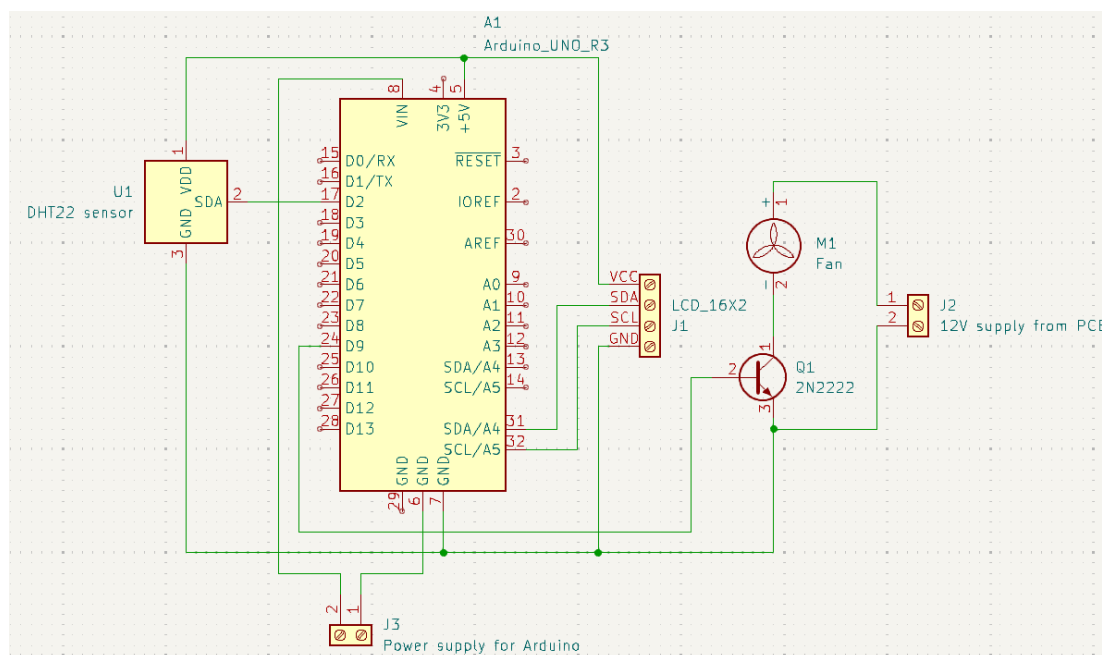 A1
Arduino_UNO_R3
8
4
5
VIN
3V3
+5V
15
D0/RX
RESET
3
16
D1/TX
17
D2
IOREF
2
18
D3
19
D4
AREF
30
20
D5
21
D6
A0
9
22
D7
A1
10
23
D8
A2
11
24
D9
A3
12
25
D10
SDA/A4
13
26
D11
SCL/A5
14
27
D12
28
D13
SDA/A4
31
SCL/A5
32
GND
GND
GND
29
6
7
U1
DHT22 sensor
1
VDD
SDA
2
GND
3
VCC
SDA
SCL
GND
LCD_16X2
J1
+
1
M1
Fan
-
2
1
2
Q1
2N2222
3
1
2
J2
12V supply from PCB
2
1
J3
Power supply for Arduino